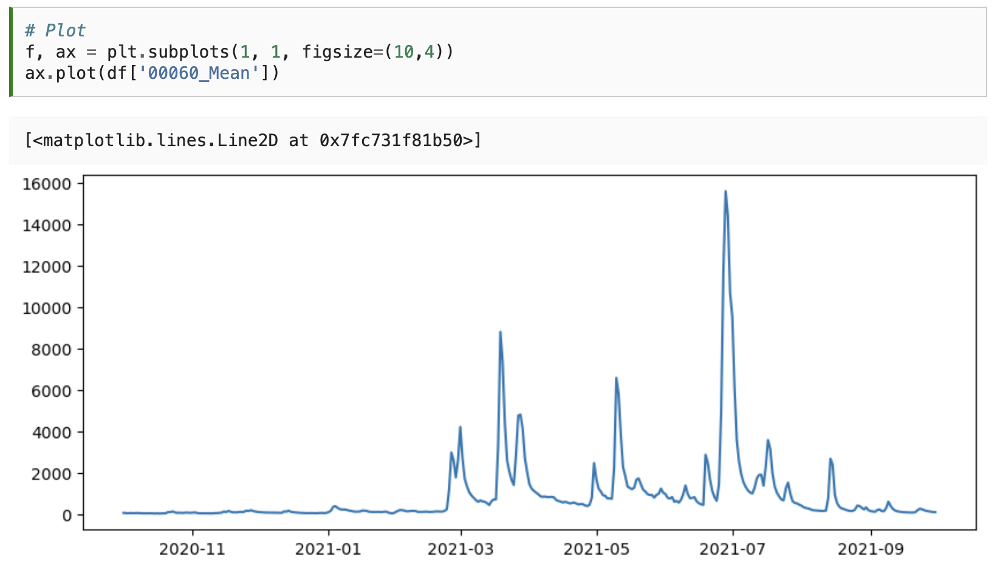 # Plot
f, ax = plt.subplots(1, 1, figsize=(10,4))
ax.plot(df['00060_Mean'])
[<matplotlib.lines.Line2D at 0x7fc731f81b50>]
16000
14000
12000
10000
8000
6000
4000
2000
0
2020-11 2021-01 2021-03 2021-05 2021-07 2021-09